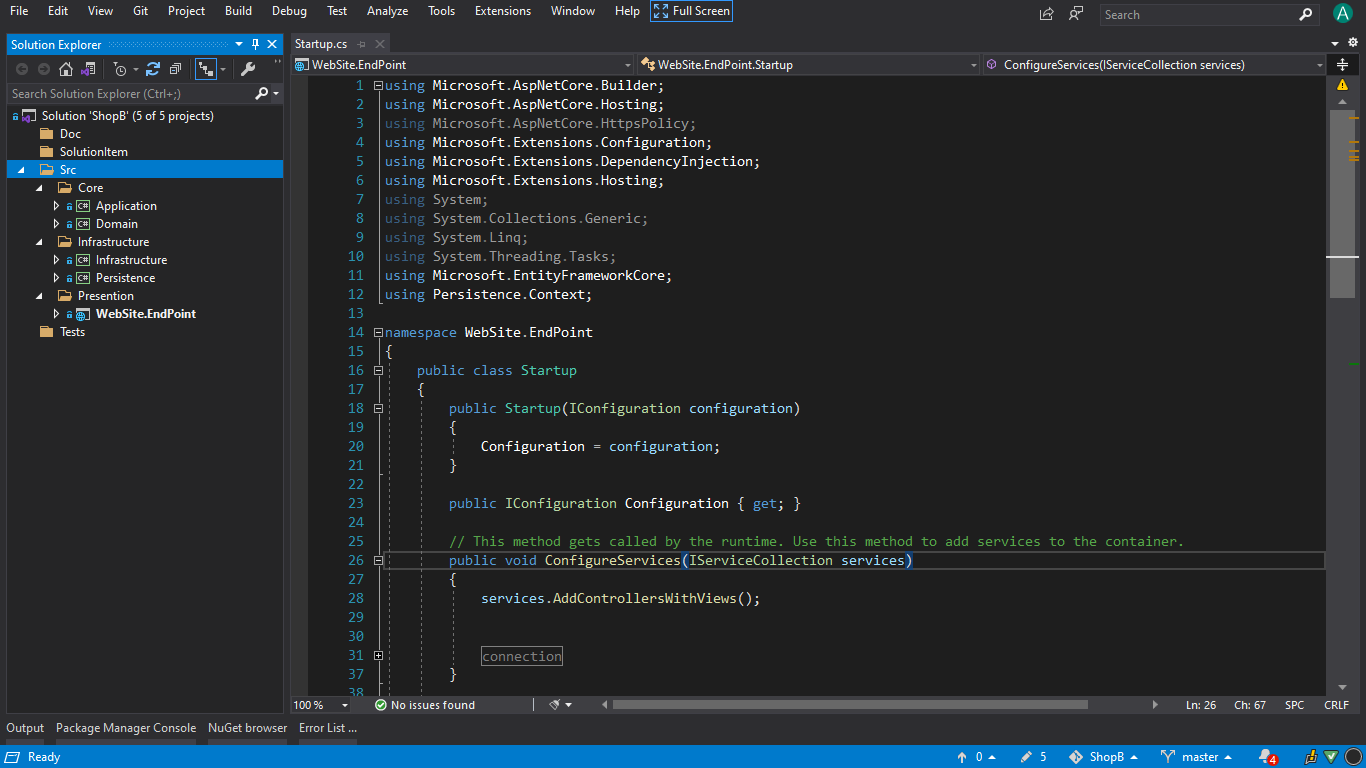 File Edit View Git Project Build Debug Test Analyze Tools Extensions Window Help Full Screen Search A
Solution Explorer
Search Solution Explorer (Ctrl+;)
Solution 'ShopB' (5 of 5 projects)
Doc
SolutionItem
Src
Core
C# Application
C# Domain
Infrastructure
C# Infrastructure
C# Persistence
Presention
WebSite.EndPoint
Tests
Startup.cs
WebSite.EndPoint WebSite.EndPoint.Startup ConfigureServices(IServiceCollection services)
1 using Microsoft.AspNetCore.Builder;
2 using Microsoft.AspNetCore.Hosting;
3 using Microsoft.AspNetCore.HttpsPolicy;
4 using Microsoft.Extensions.Configuration;
5 using Microsoft.Extensions.DependencyInjection;
6 using Microsoft.Extensions.Hosting;
7 using System;
8 using System.Collections.Generic;
9 using System.Linq;
10 using System.Threading.Tasks;
11 using Microsoft.EntityFrameworkCore;
12 using Persistence.Context;
13
14 namespace WebSite.EndPoint
15 {
16 public class Startup
17 {
18 public Startup(IConfiguration configuration)
19 {
20 Configuration = configuration;
21 }
22
23 public IConfiguration Configuration { get; }
24
25 // This method gets called by the runtime. Use this method to add services to the container.
26 public void ConfigureServices(IServiceCollection services)
27 {
28 services.AddControllersWithViews();
29
30
31 connection
37 }
38
100 % No issues found Ln: 26 Ch: 67 SPC CRLF
Output Package Manager Console NuGet browser Error List ...
Ready 0 5 ShopB master 4